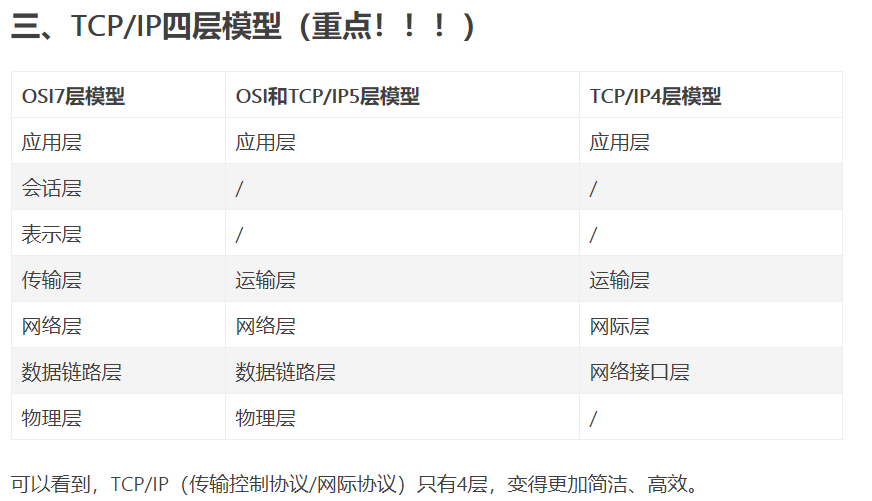 三、TCP/IP四层模型（重点！！！）
OSI7层模型 OSI和TCP/IP5层模型 TCP/IP4层模型
应用层 应用层 应用层
会话层 / /
表示层 / /
传输层 运输层 运输层
网络层 网络层 网际层
数据链路层 数据链路层 网络接口层
物理层 物理层 /
可以看到，TCP/IP（传输控制协议/网际协议）只有4层，变得更加简洁、高效。